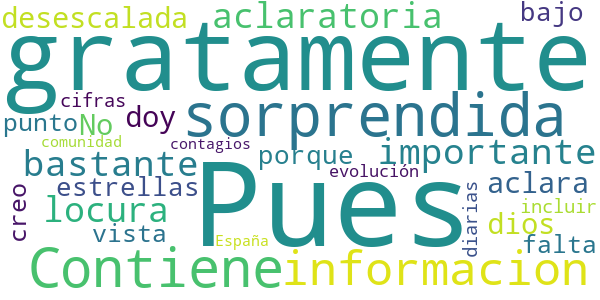 desescalada aclaratoria bajo
gratamente
cifras
punto No doy sorprendida
comunidad contagios
bastante porque importante
evolución
creo estrellas aclara
locura Pues diarias incluir
vista dios
España falta
Contiene informacion